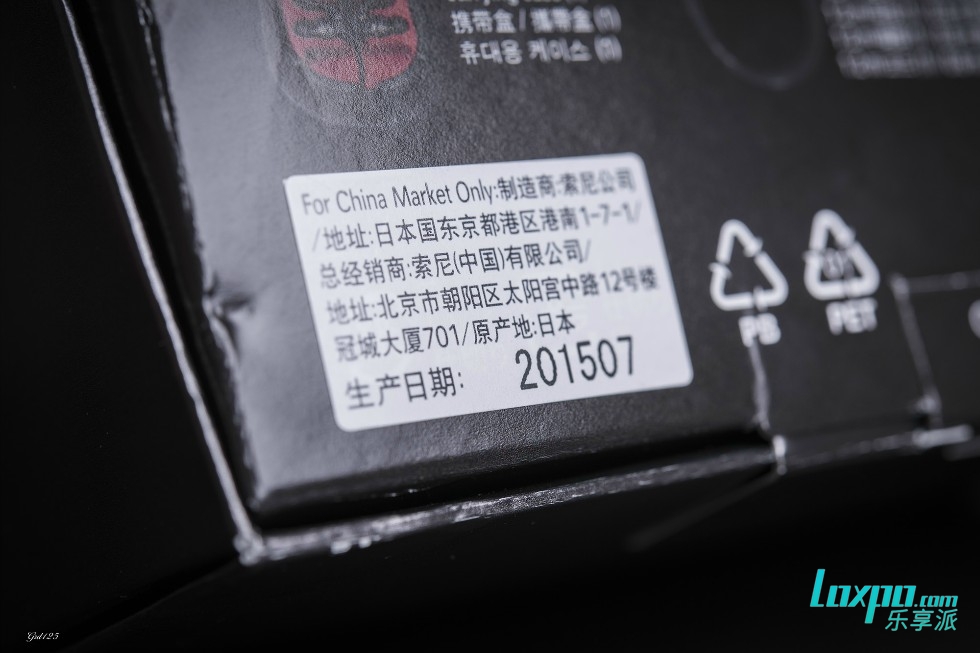 携带盒 / 攜帶盒 (1)
휴대용 케이스 (1)
For China Market Only:制造商:索尼公司
/地址:日本国东京都港区港南1-7-1/
总经销商:索尼(中国)有限公司/
地址:北京市朝阳区太阳宫中路12号楼
冠城大厦701/原产地:日本
生产日期: 201507
PET
Loxpo.com
乐享派